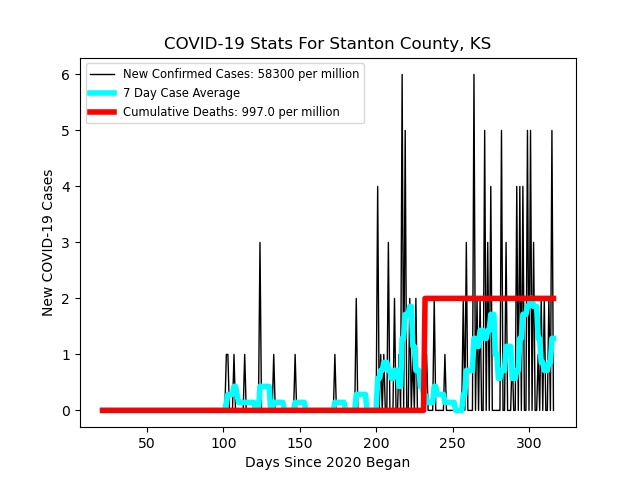 COVID-19 Stats For Stanton County, KS
New Confirmed Cases: 58300 per million
7 Day Case Average
Cumulative Deaths: 997.0 per million
6
5
4
3
2
1
0
New COVID-19 Cases
50 100 150 200 250 300
Days Since 2020 Began